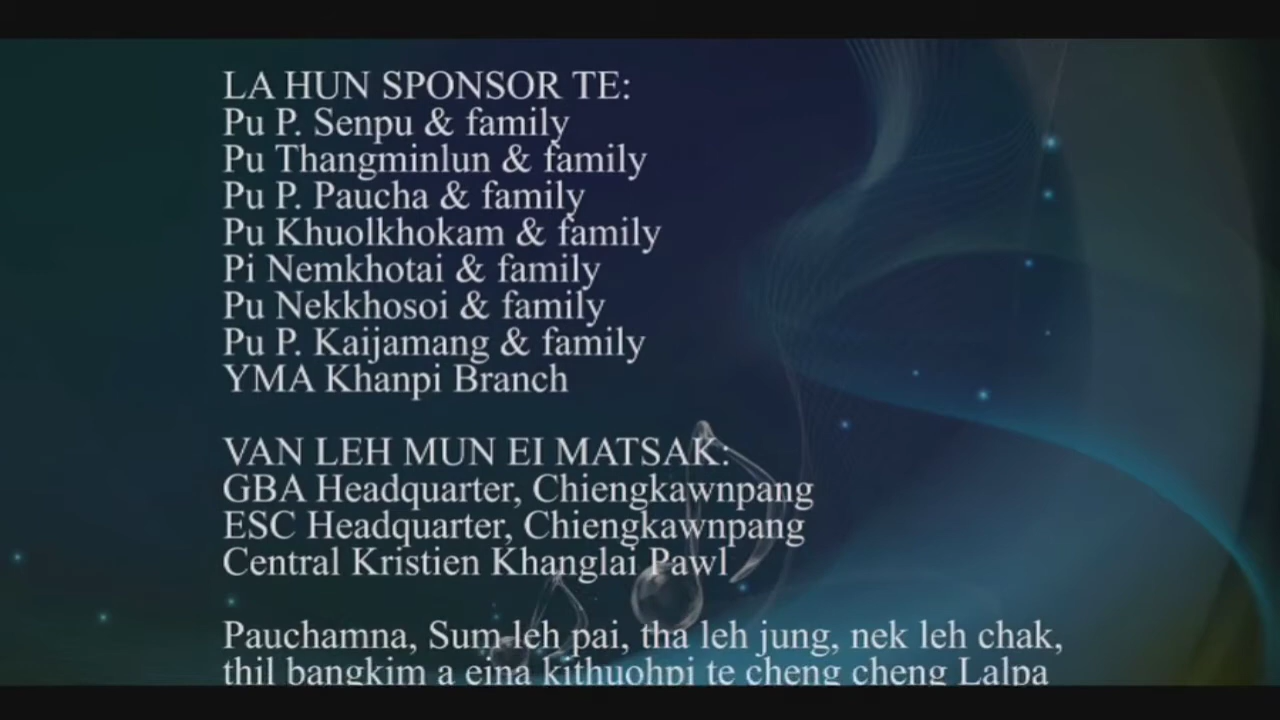 LA HUN SPONSOR TE:
Pu P. Senpu & family
Pu Thangminlun & family
Pu P. Paucha & family
Pu Khuolkhokam & family
Pi Nemkhotai & family
Pu Nekkhosoi & family
Pu P. Kaijamang & family
YMA Khanpi Branch
VAN LEH MUN EI MATSAK:
GBA Headquarter, Chiengkawnpang
ESC Headquarter, Chiengkawnpang
Central Kristien Khanglai Pawl
Pauchamna, Sum leh pai, tha leh jung, nek leh chak,
thil bangkim a eina kithuohpi te cheng cheng Lalpa